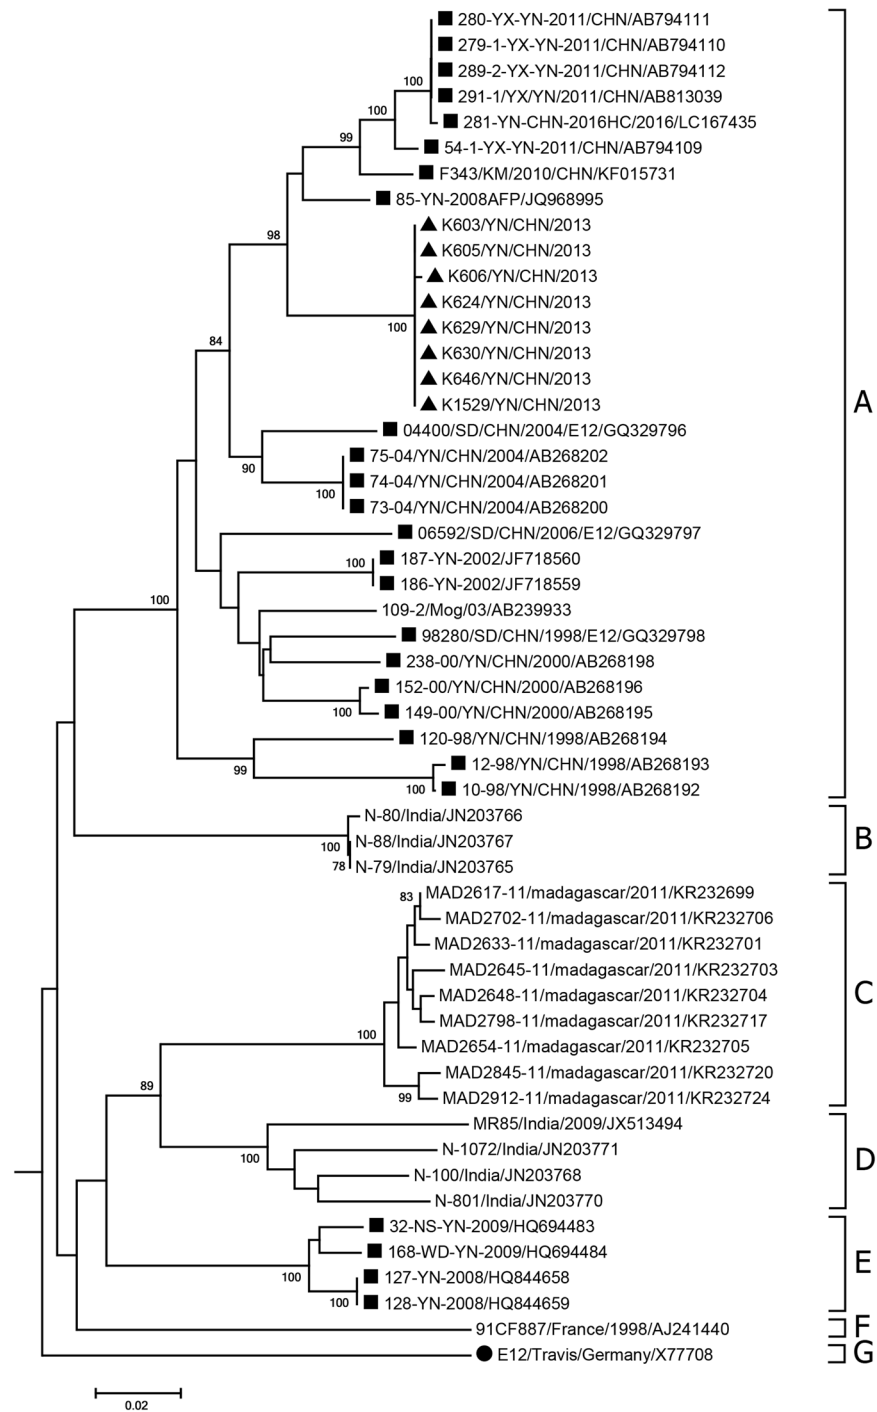 280-YX-YN-2011/CHN/AB794111
279-1-YX-YN-2011/CHN/AB794110
289-2-YX-YN-2011/CHN/AB794112
100
291-1/YX/YN/2011/CHN/AB813039
100
281-YN-CHN-2016HC/2016/LC167435
99
54-1-YX-YN-2011/CHN/AB794109
F343/KM/2010/CHN/KF015731
85-YN-2008AFP/JQ968995
K603/YN/CHN/2013
98
K605/YN/CHN/2013
K606/YN/CHN/2013
K624/YN/CHN/2013
100
K629/YN/CHN/2013
84
K630/YN/CHN/2013
K646/YN/CHN/2013
K1529/YN/CHN/2013
A
04400/SD/CHN/2004/E12/GQ329796
90
75-04/YN/CHN/2004/AB268202
74-04/YN/CHN/2004/AB268201
100
73-04/YN/CHN/2004/AB268200
06592/SD/CHN/2006/E12/GQ329797
100
187-YN-2002/JF718560
186-YN-2002/JF718559
100
109-2/Mog/03/AB239933
98280/SD/CHN/1998/E12/GQ329798
238-00/YN/CHN/2000/AB268198
152-00/YN/CHN/2000/AB268196
100
149-00/YN/CHN/2000/AB268195
120-98/YN/CHN/1998/AB268194
99
12-98/YN/CHN/1998/AB268193
100
10-98/YN/CHN/1998/AB268192
N-80/India/JN203766
100
N-88/India/JN203767
B
78
N-79/India/JN203765
83
MAD2617-11/madagascar/2011/KR232699
MAD2702-11/madagascar/2011/KR232706
MAD2633-11/madagascar/2011/KR232701
MAD2645-11/madagascar/2011/KR232703
MAD2648-11/madagascar/2011/KR232704
C
MAD2798-11/madagascar/2011/KR232717
100
MAD2654-11/madagascar/2011/KR232705
MAD2845-11/madagascar/2011/KR232720
89
99
MAD2912-11/madagascar/2011/KR232724
MR85/India/2009/JX513494
100
N-1072/India/JN203771
D
N-100/India/JN203768
N-801/India/JN203770
32-NS-YN-2009/HQ694483
168-WD-YN-2009/HQ694484
E
100
127-YN-2008/HQ844658
100
128-YN-2008/HQ844659
91CF887/France/1998/AJ241440
F
E12/Travis/Germany/X77708
G
0.02